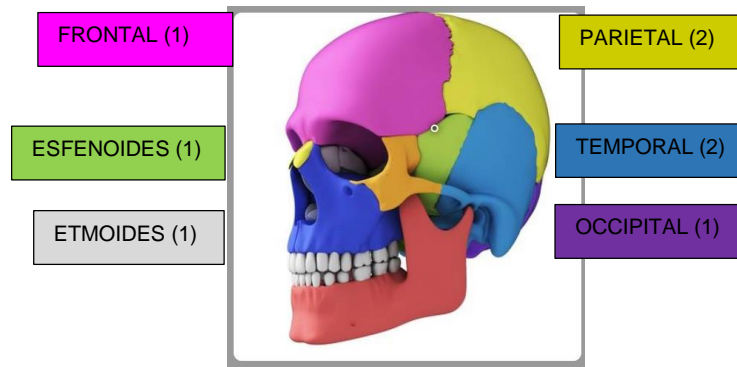 FRONTAL (1)
PARIETAL (2)
ESFENOIDES (1)
TEMPORAL (2)
ETMOIDES (1)
OCCIPITAL (1)